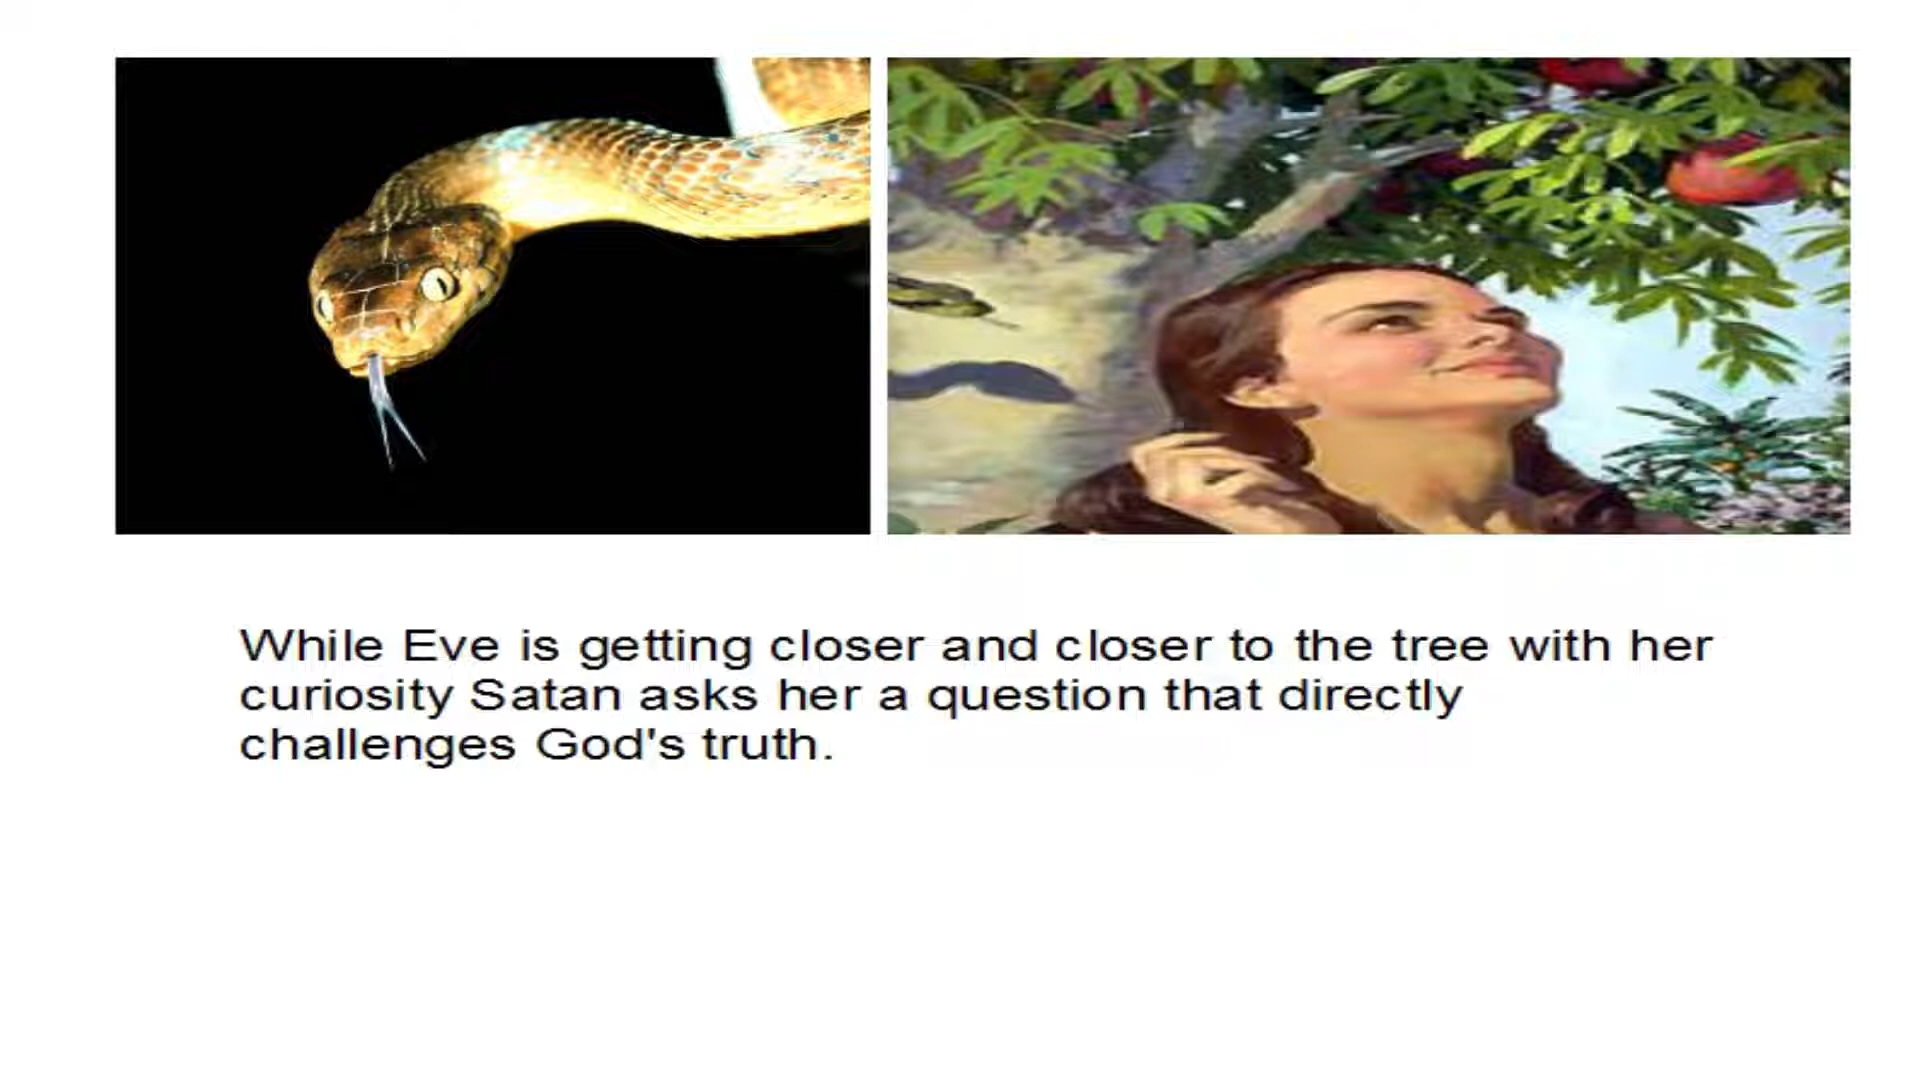 While Eve is getting closer and closer to the tree with her
curiosity Satan asks her a question that directly
challenges God's truth.